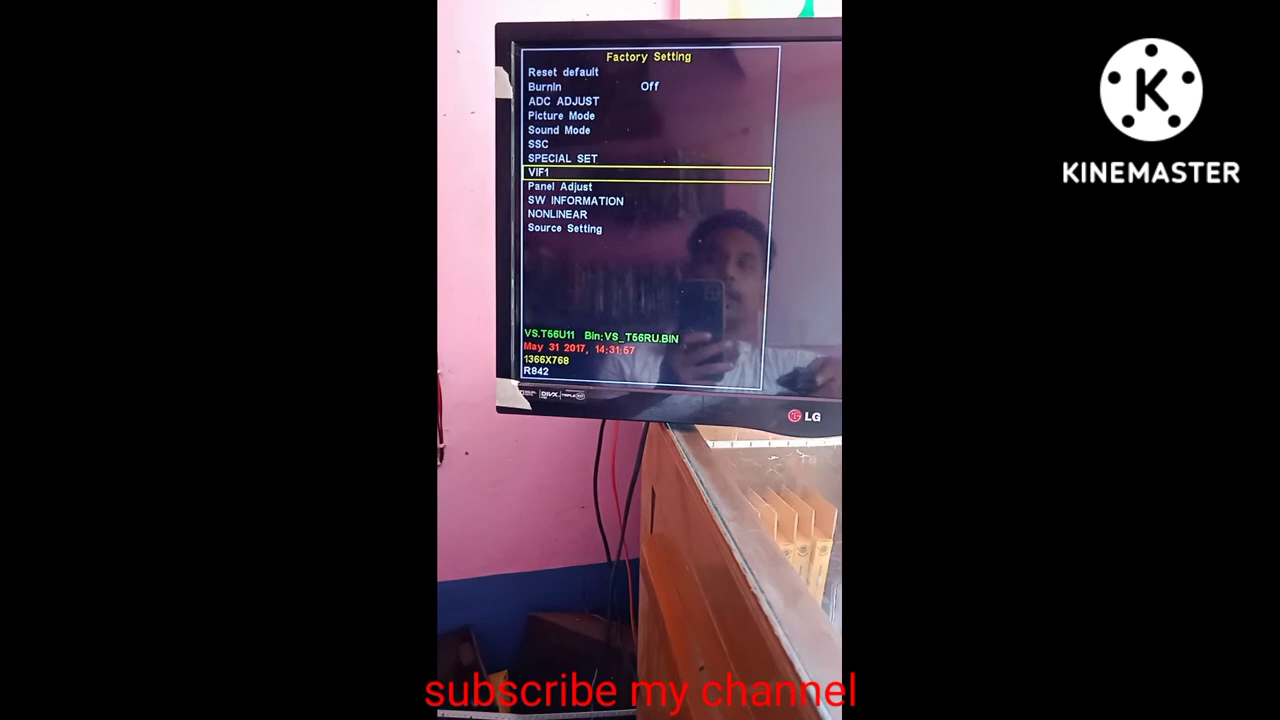 Factory Setting
Reset default
BurnIn Off
ADC ADJUST
Picture Mode
Sound Mode
SSC
SPECIAL SET
VIF1
Panel Adjust
SW INFORMATION
NONLINEAR
Source Setting
VS.T56U11 Bin:VS_T56RU.BIN
May 31 2017, 14:31:57
1366X768
R842
DIVX
LG
K
KINEMASTER
subscribe my channel